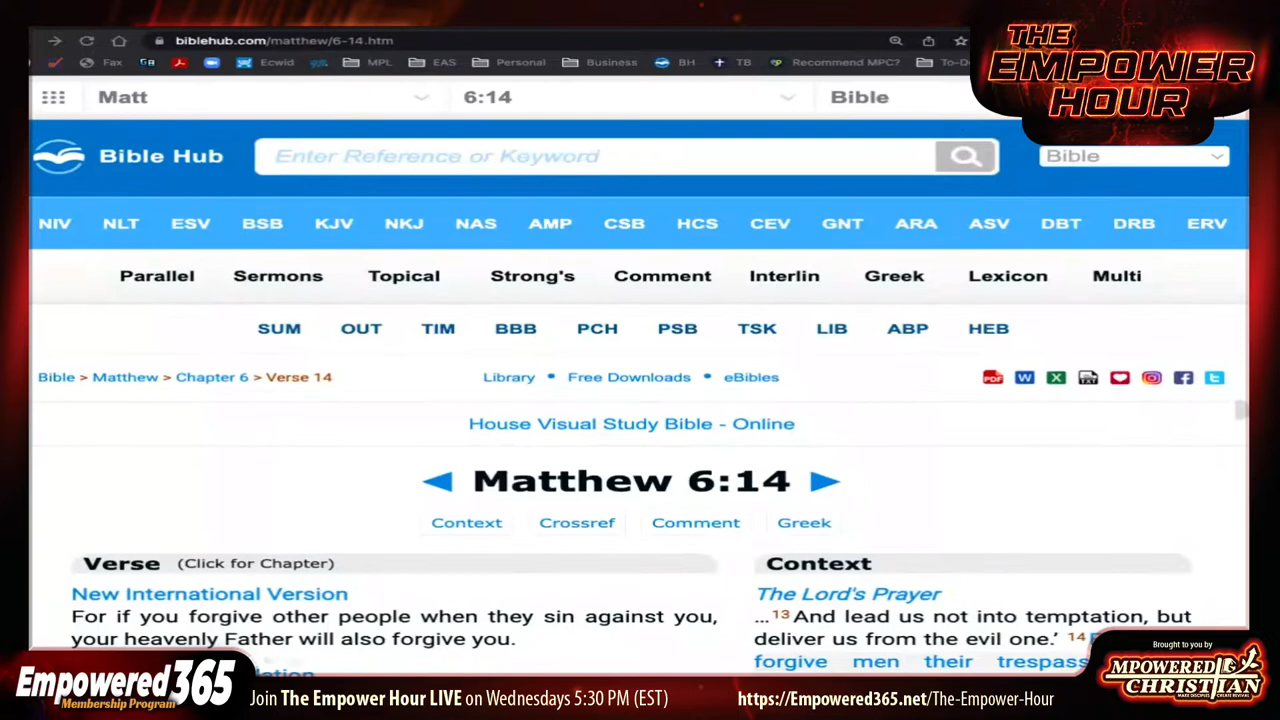 biblehub.com/matthew/6-14.htm
Fax Ecwid MPL EAS Personal Business BH TB Recommend MPC? To-D
THE
EMPOWER
HOUR
Matt 6:14 Bible
Bible Hub Enter Reference or Keyword Bible
NIV NLT ESV BSB KJV NKJ NAS AMP CSB HCS CEV GNT ARA ASV DBT DRB ERV
Parallel Sermons Topical Strong's Comment Interlin Greek Lexicon Multi
SUM OUT TIM BBB PCH PSB TSK LIB ABP HEB
Bible > Matthew > Chapter 6 > Verse 14 Library • Free Downloads • eBibles
House Visual Study Bible - Online
◄ Matthew 6:14 ►
Context Crossref Comment Greek
Verse (Click for Chapter)
New International Version
For if you forgive other people when they sin against you,
your heavenly Father will also forgive you.
Context
The Lord's Prayer
…13 And lead us not into temptation, but
deliver us from the evil one.' 14
forgive men their trespass
Empowered365
Membership Program
Join The Empower Hour LIVE on Wednesdays 5:30 PM (EST) https://Empowered365.net/The-Empower-Hour
Brought to you by
MPOWERED
CHRISTIAN
MAKE DISCIPLES CREATE REVIVAL